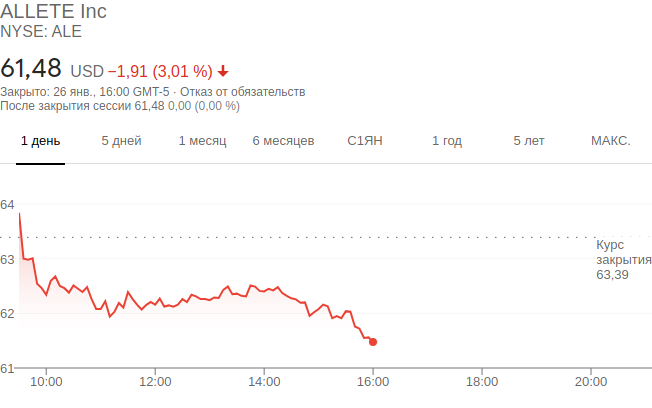 ALLETE Inc
NYSE: ALE
61,48 USD −1,91 (3,01 %)
Закрыто: 26 янв., 16:00 GMT-5 · Отказ от обязательств
После закрытия сессии 61,48 0,00 (0,00 %)
1 день 5 дней 1 месяц 6 месяцев С1ЯН 1 год 5 лет МАКС.
64
Курс
закрытия
63,39
63
62
61
10:00 12:00 14:00 16:00 18:00 20:00